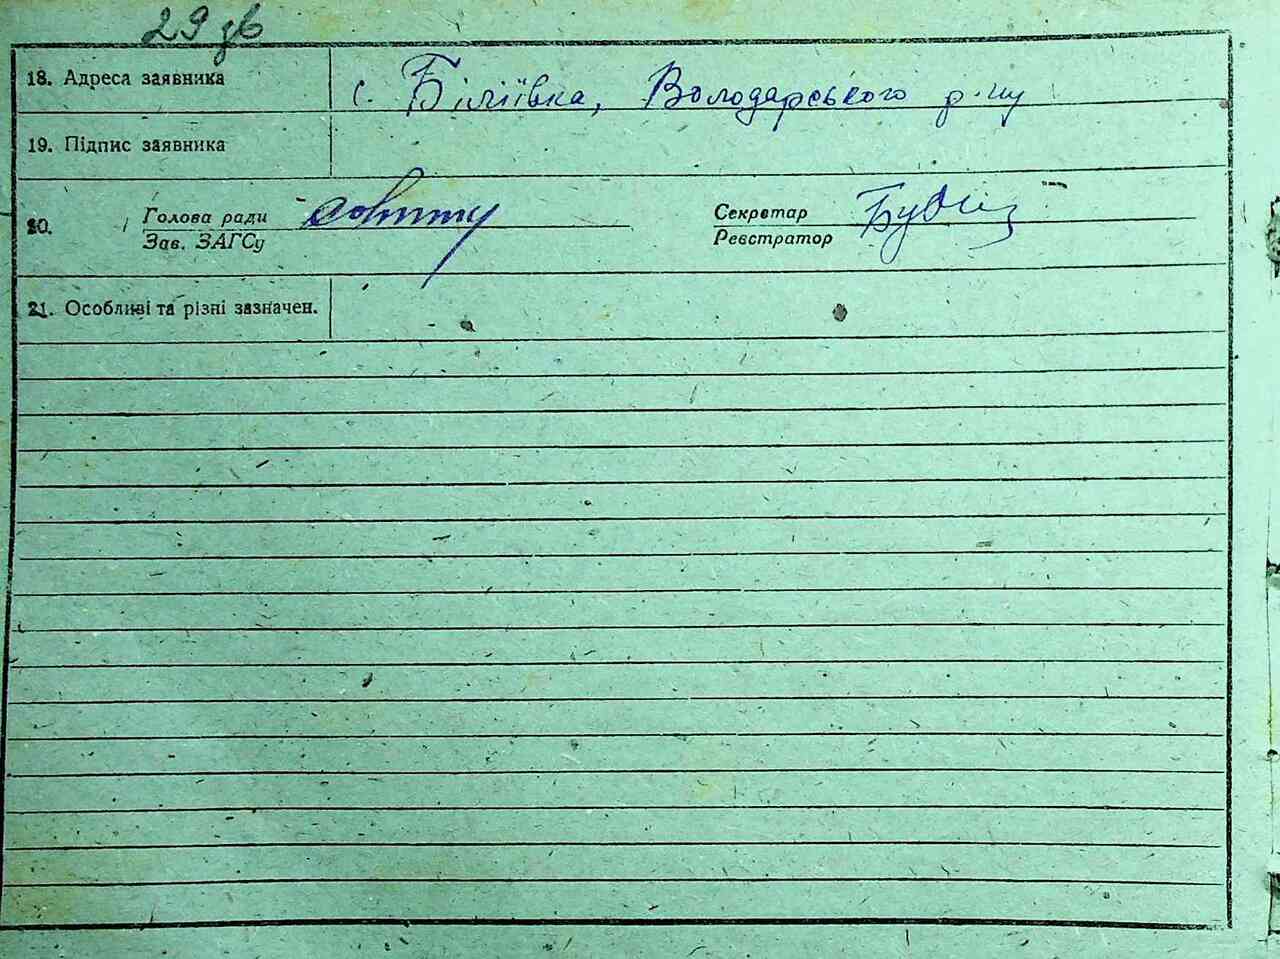 29 зв
18. Адреса заявника с. Біліївка, Володарського р-ну
19. Підпис заявника
20. Голова ради Секретар
Зав. ЗАГСу Реєстратор
21. Особливі та різні зазначен.